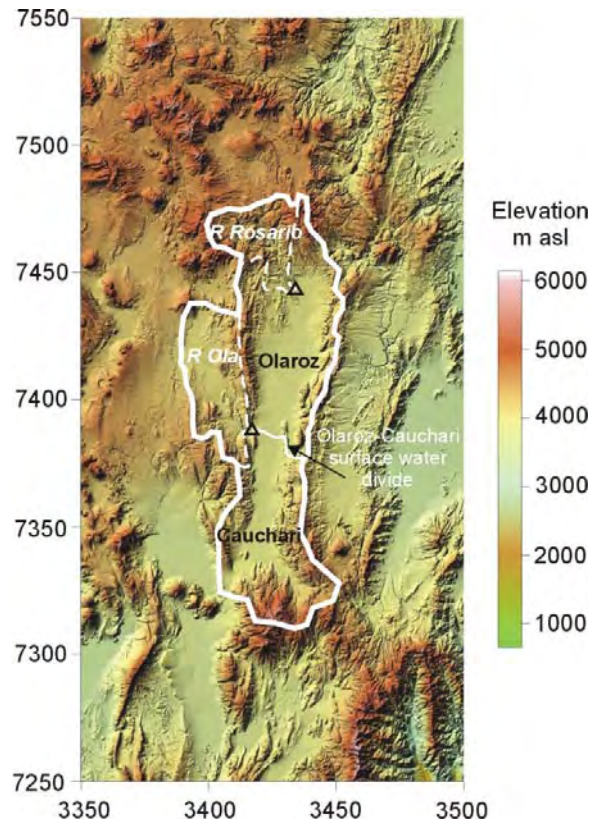 7550
7500
7450
7400
7350
7300
7250
3350
3400
3450
3500
R Rosario
R Ola
Olaroz
Olaroz-Cauchari
surface water
divide
Cauchari
Elevation
m asl
6000
5000
4000
3000
2000
1000